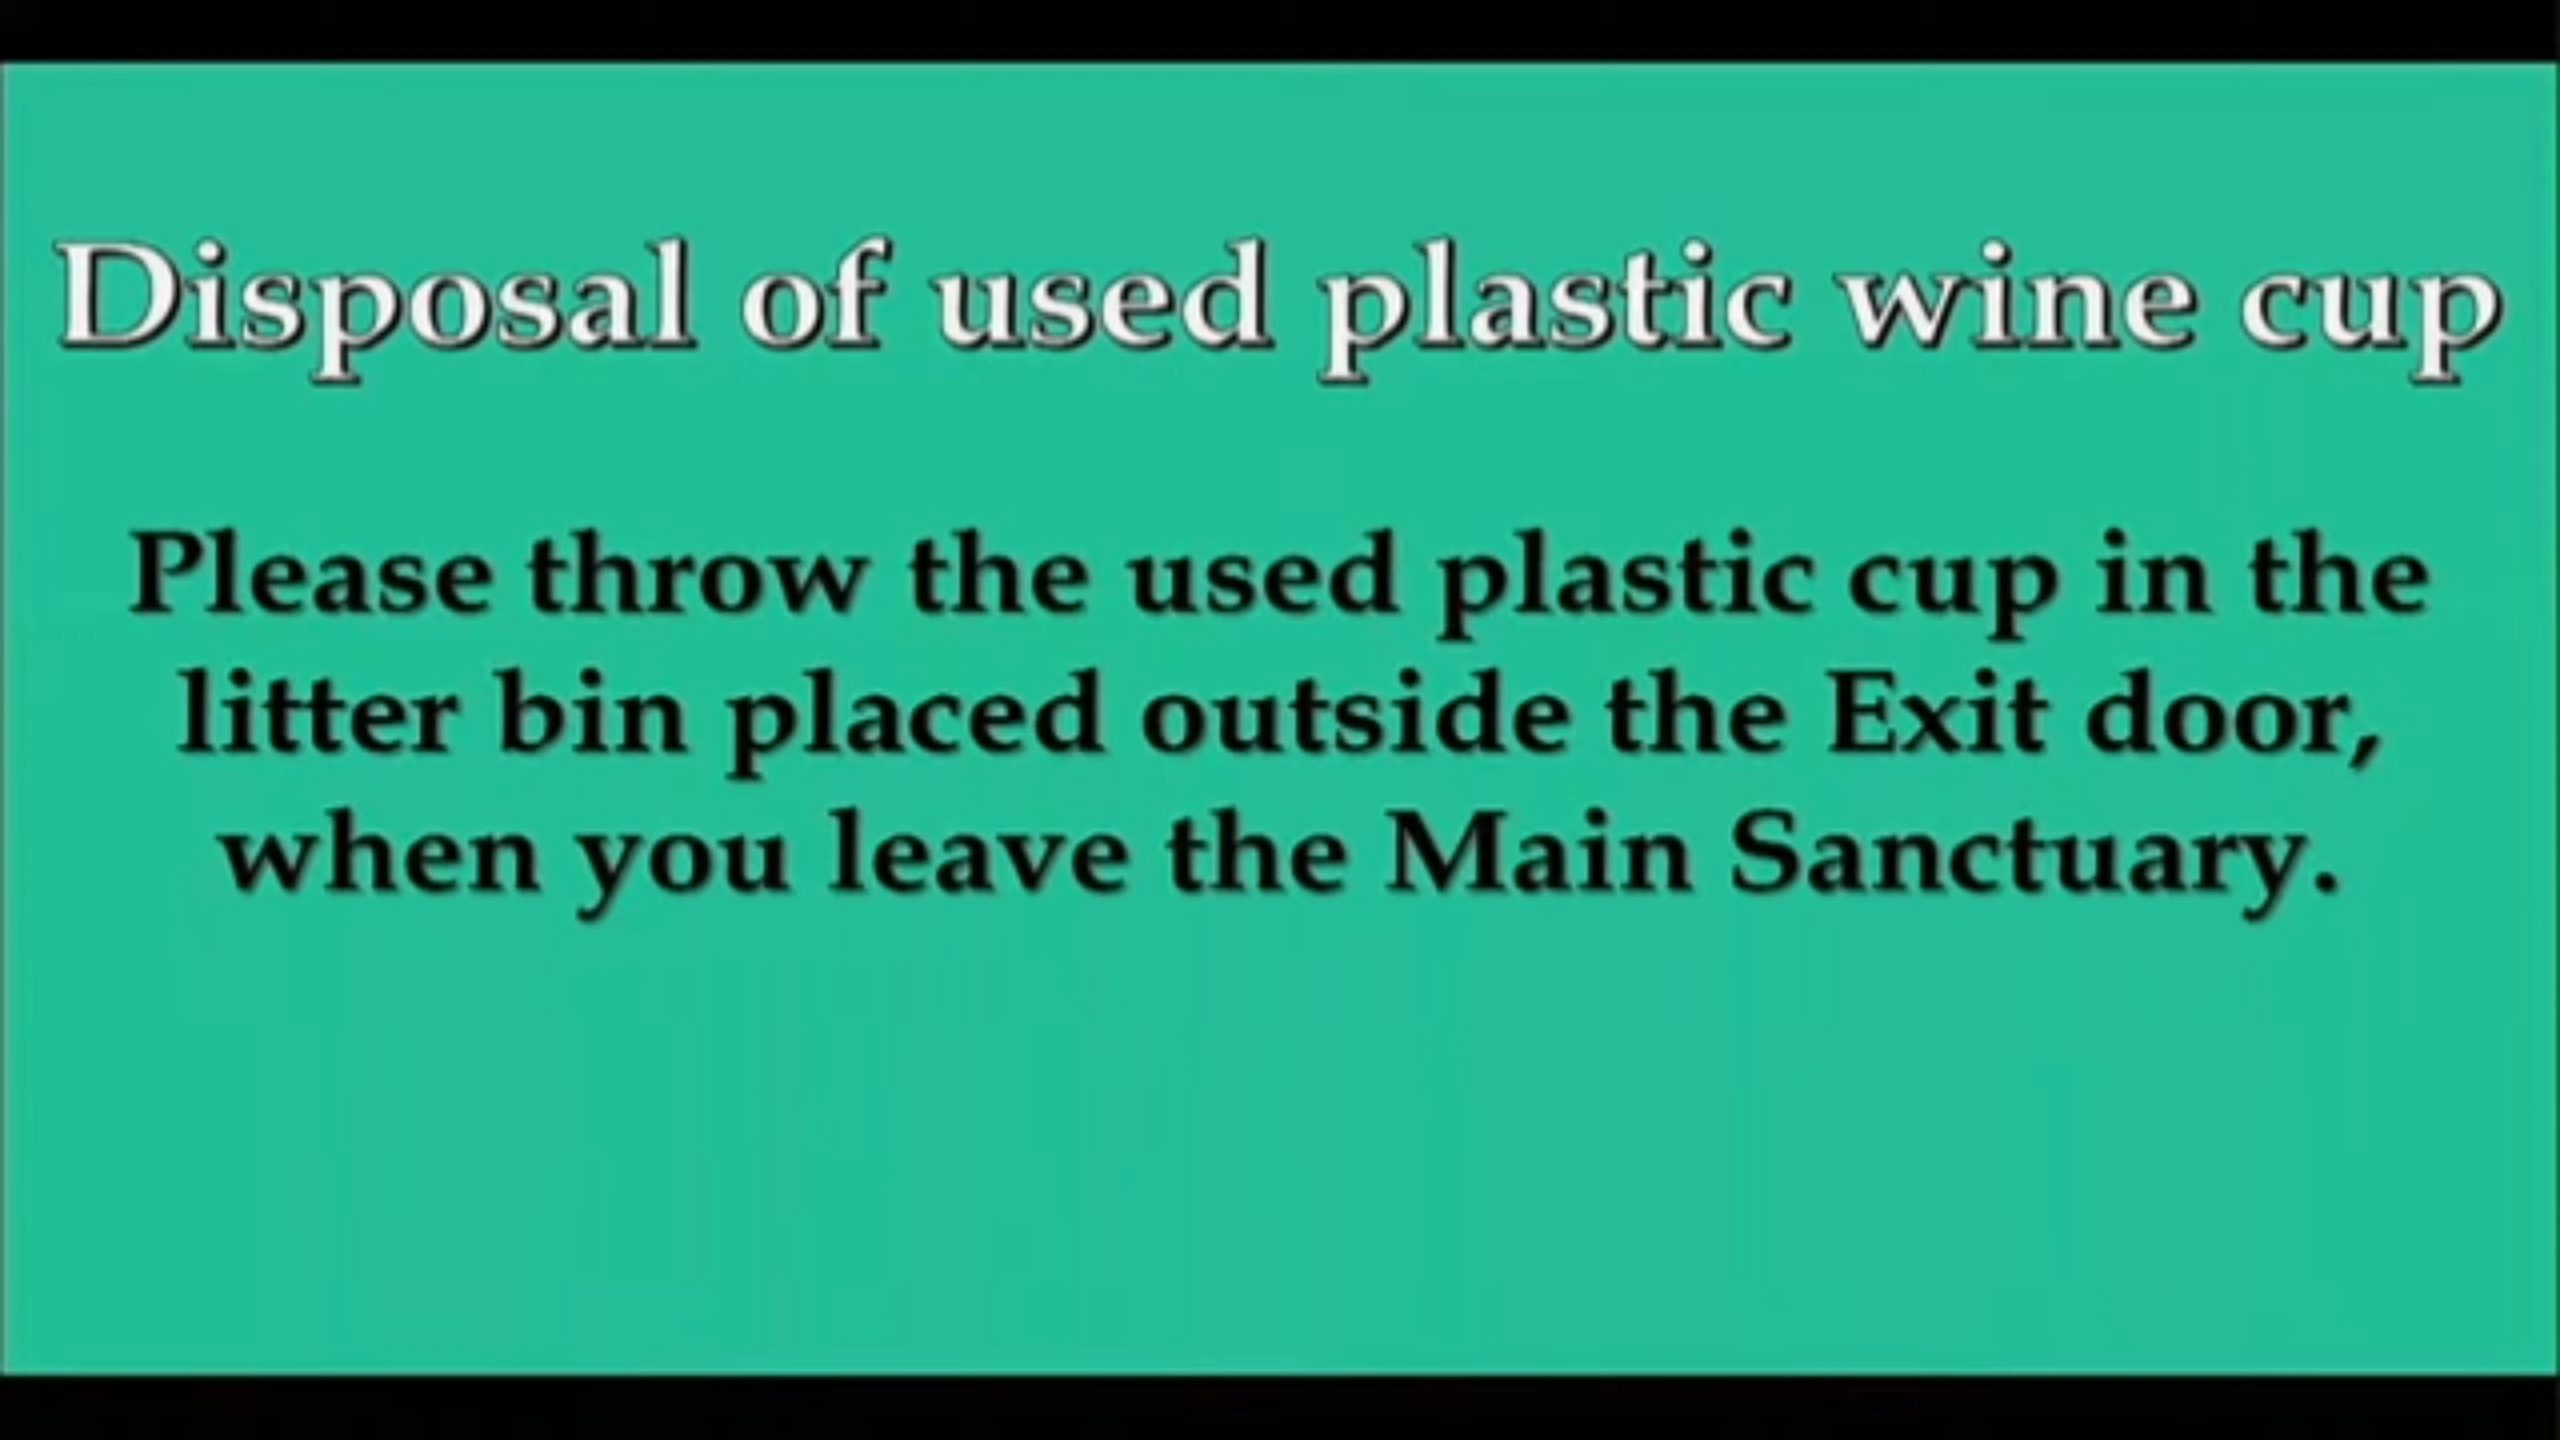 Disposal of used plastic wine cup
Please throw the used plastic cup in the
litter bin placed outside the Exit door,
when you leave the Main Sanctuary.